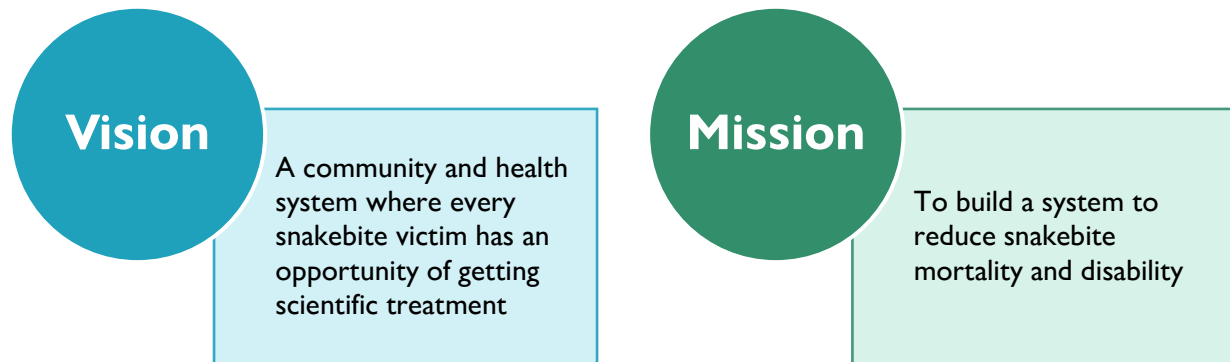 Vision
A community and health
system where every
snakebite victim has an
opportunity of getting
scientific treatment
Mission
To build a system to
reduce snakebite
mortality and disability